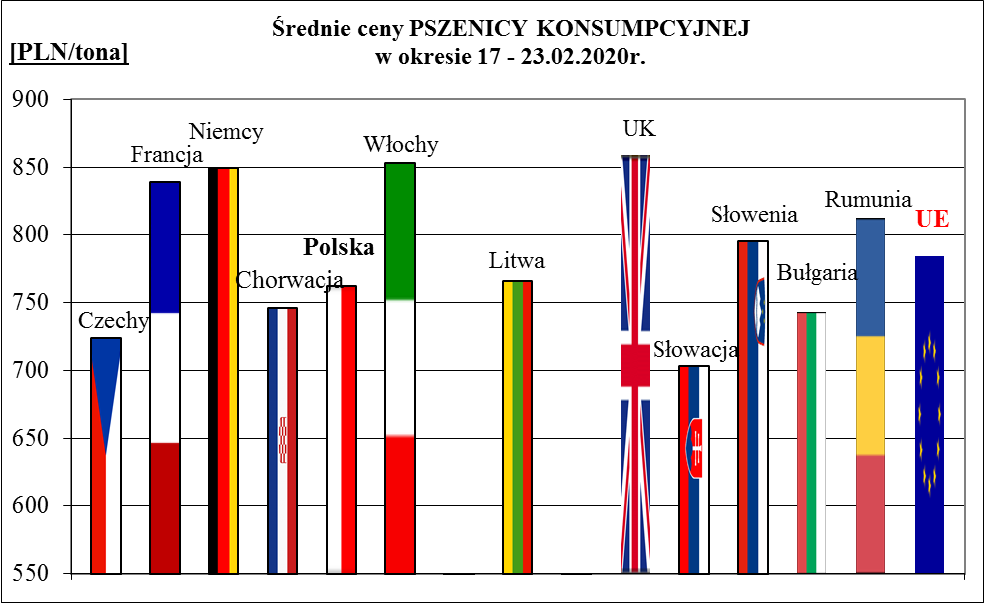 Średnie ceny PSZENICY KONSUMPCYJNEJ
w okresie 17 - 23.02.2020r.
[PLN/tona]
900
850
800
750
700
650
600
550
Czechy
Francja
Niemcy
Chorwacja
Polska
Włochy
Litwa
UK
Słowacja
Słowenia
Bułgaria
Rumunia
UE